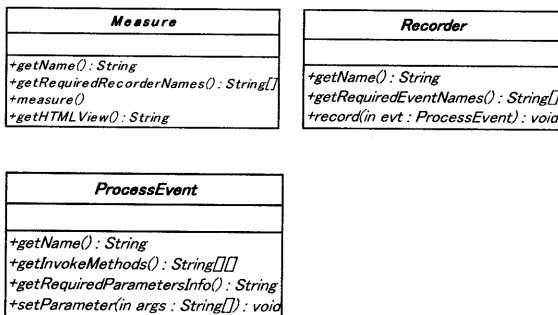 Measure
+getName() : String
+getRequiredRecorderNames() : String[]
+measure()
+getHTMLView() : String
Recorder
+getName() : String
+getRequiredEventNames() : String[]
+record(in evt : ProcessEvent) : void
ProcessEvent
+getName() : String
+getInvokeMethods() : String[][]
+getRequiredParametersInfo() : String
+setParameter(in args : String[]) : void